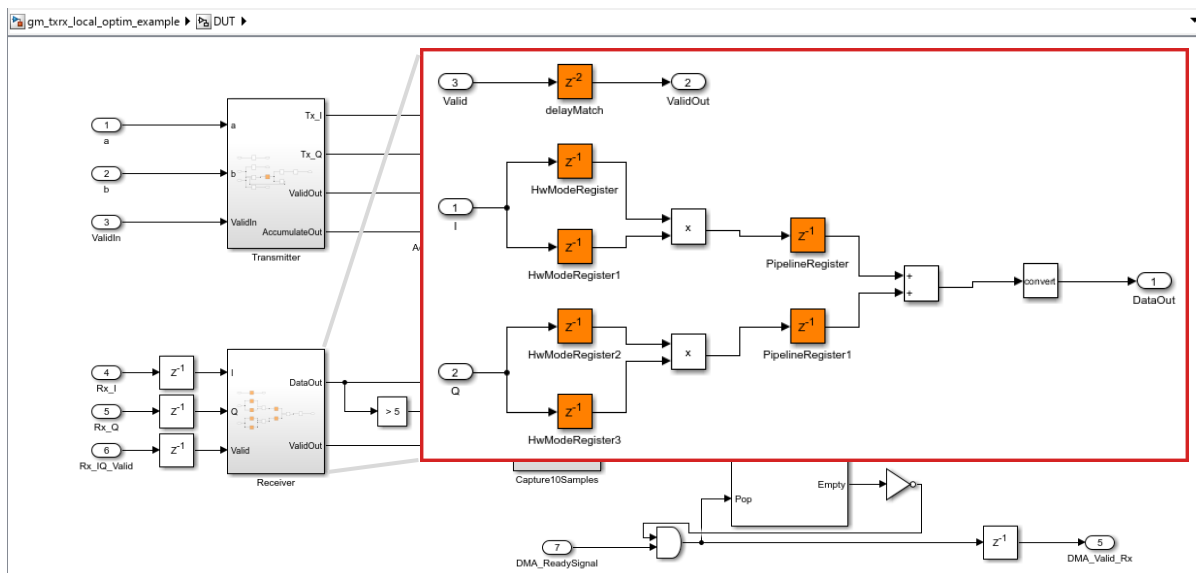 gm_txrx_local_optim_example DUT
1
a
2
b
3
ValidIn
a
b
ValidIn
Tx_I
Tx_Q
ValidOut
AccumulateOut
Transmitter
4
Rx_I
5
Rx_Q
6
Rx_IQ_Valid
z-1
z-1
z-1
I
Q
Valid
DataOut
ValidOut
Receiver
> 5
3
Valid
z-2
delayMatch
2
ValidOut
1
I
z-1
HwModeRegister
z-1
HwModeRegister1
x
z-1
PipelineRegister
2
Q
z-1
HwModeRegister2
z-1
HwModeRegister3
x
z-1
PipelineRegister1
+
+
convert
1
DataOut
Capture10Samples
Pop
Empty
7
DMA_ReadySignal
z-1
5
DMA_Valid_Rx